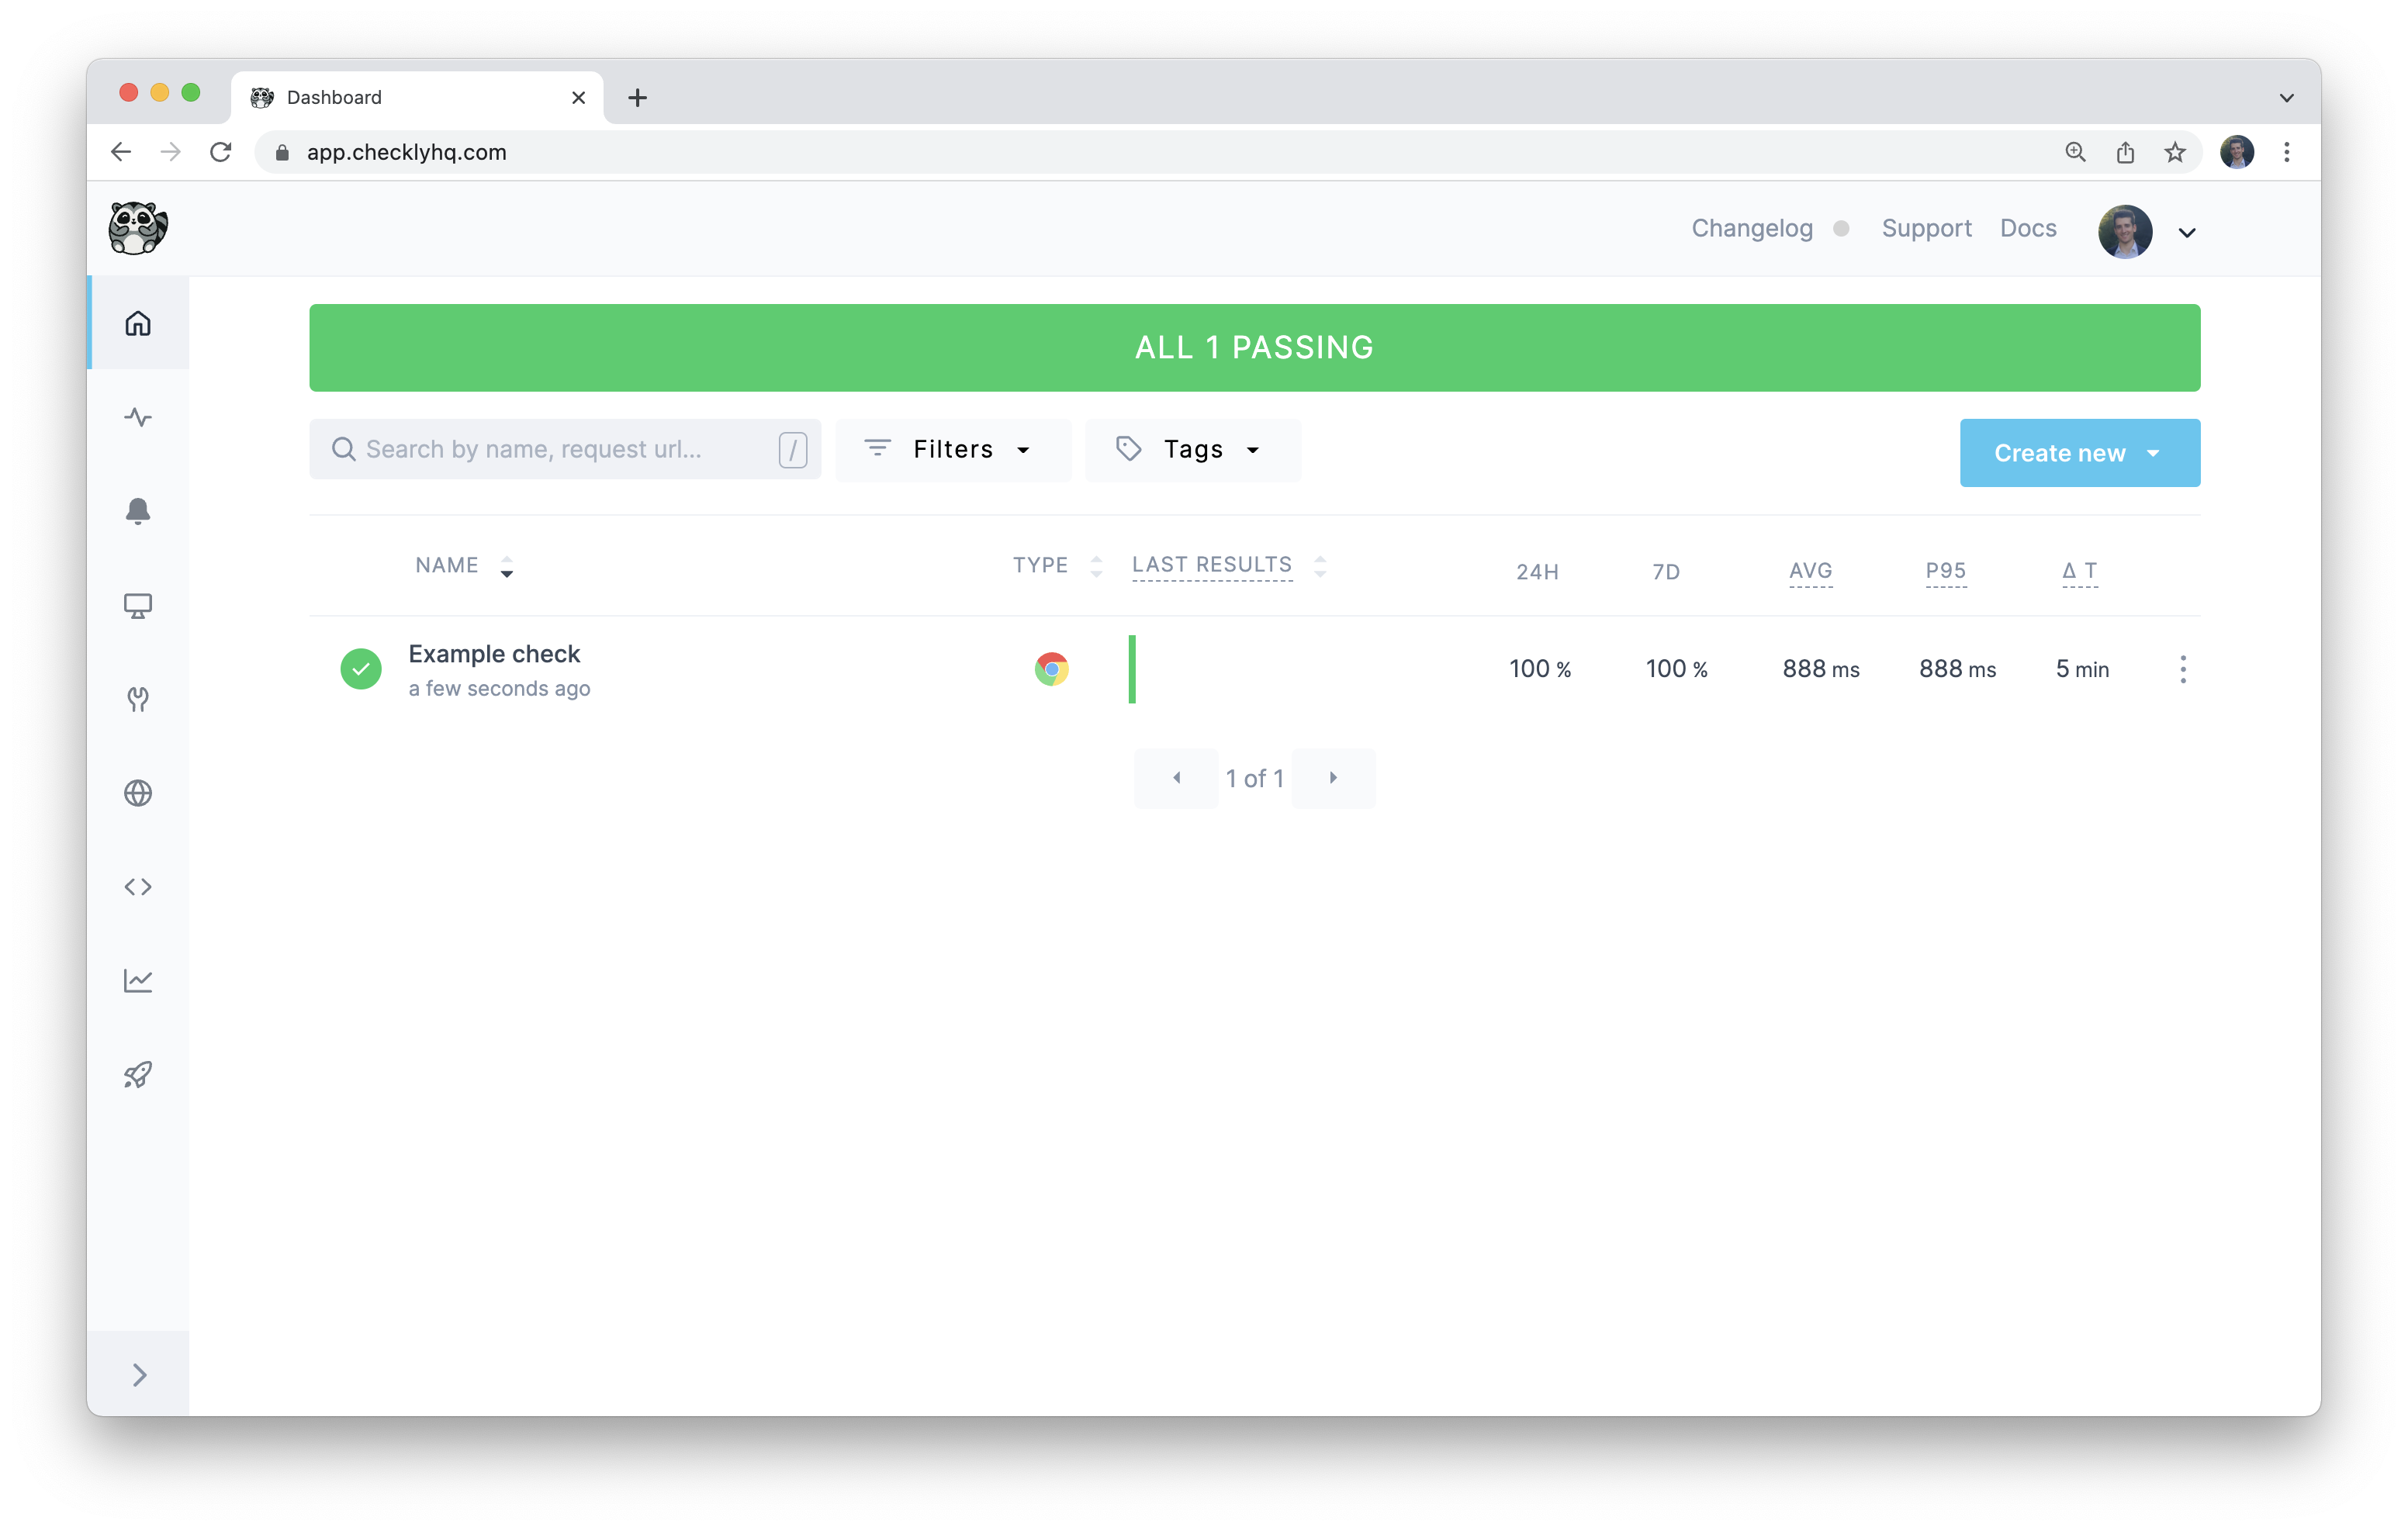 Dashboard
app.checklyhq.com
Changelog Support Docs
ALL 1 PASSING
Search by name, request url... / Filters Tags Create new
NAME TYPE LAST RESULTS 24H 7D AVG P95 Δ T
Example check
a few seconds ago
100 % 100 % 888 ms 888 ms 5 min
1 of 1